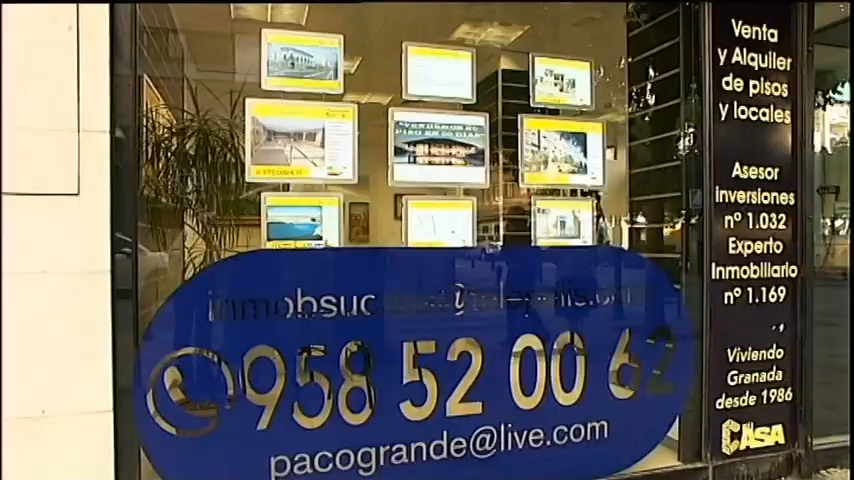 Venta
y Alquiler
de pisos
y locales
Asesor
inversiones
nº 1.032
Experto
Inmobiliario
nº 1.169
Viviendo
Granada
desde 1986
CASA
958 52 00 62
pacogrande@live.com